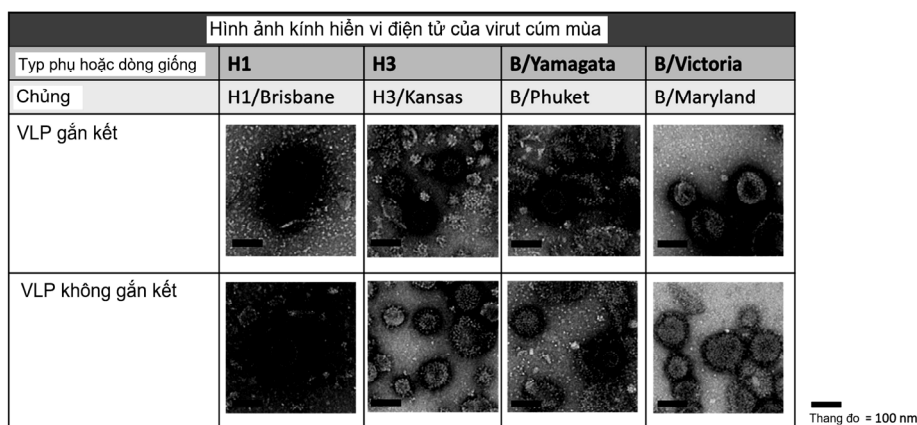 Hình ảnh kính hiển vi điện tử của virut cúm mùa
Typ phụ hoặc dòng giống H1 H3 B/Yamagata B/Victoria
Chủng H1/Brisbane H3/Kansas B/Phuket B/Maryland
VLP gắn kết
VLP không gắn kết
Thang đo = 100 nm